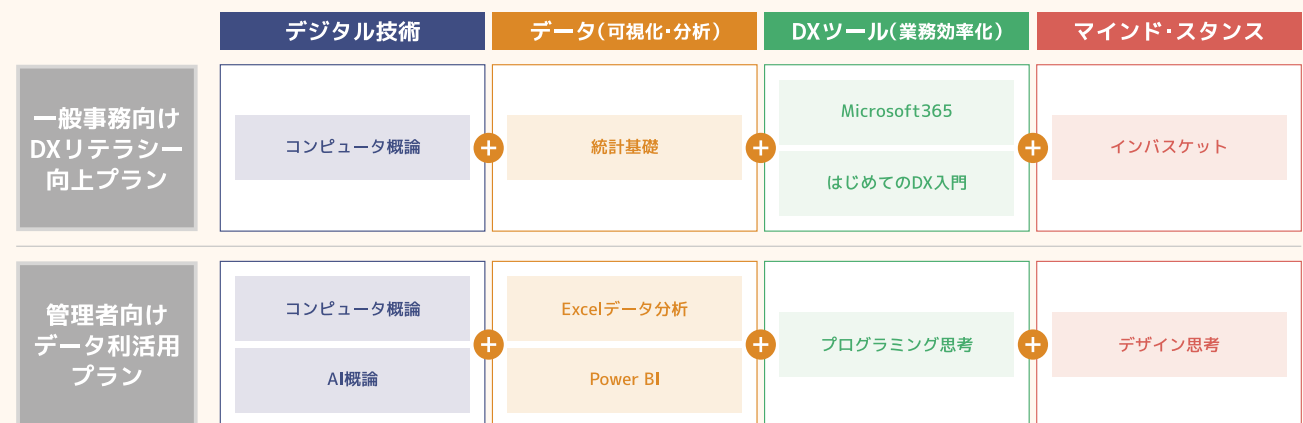 デジタル技術
データ(可視化・分析)
DXツール(業務効率化)
マインド・スタンス
一般事務向け
DXリテラシー
向上プラン
コンピュータ概論
+
統計基礎
+
Microsoft365
はじめてのDX入門
+
インバスケット
管理者向け
データ利活用
プラン
コンピュータ概論
AI概論
+
Excelデータ分析
Power BI
+
プログラミング思考
+
デザイン思考